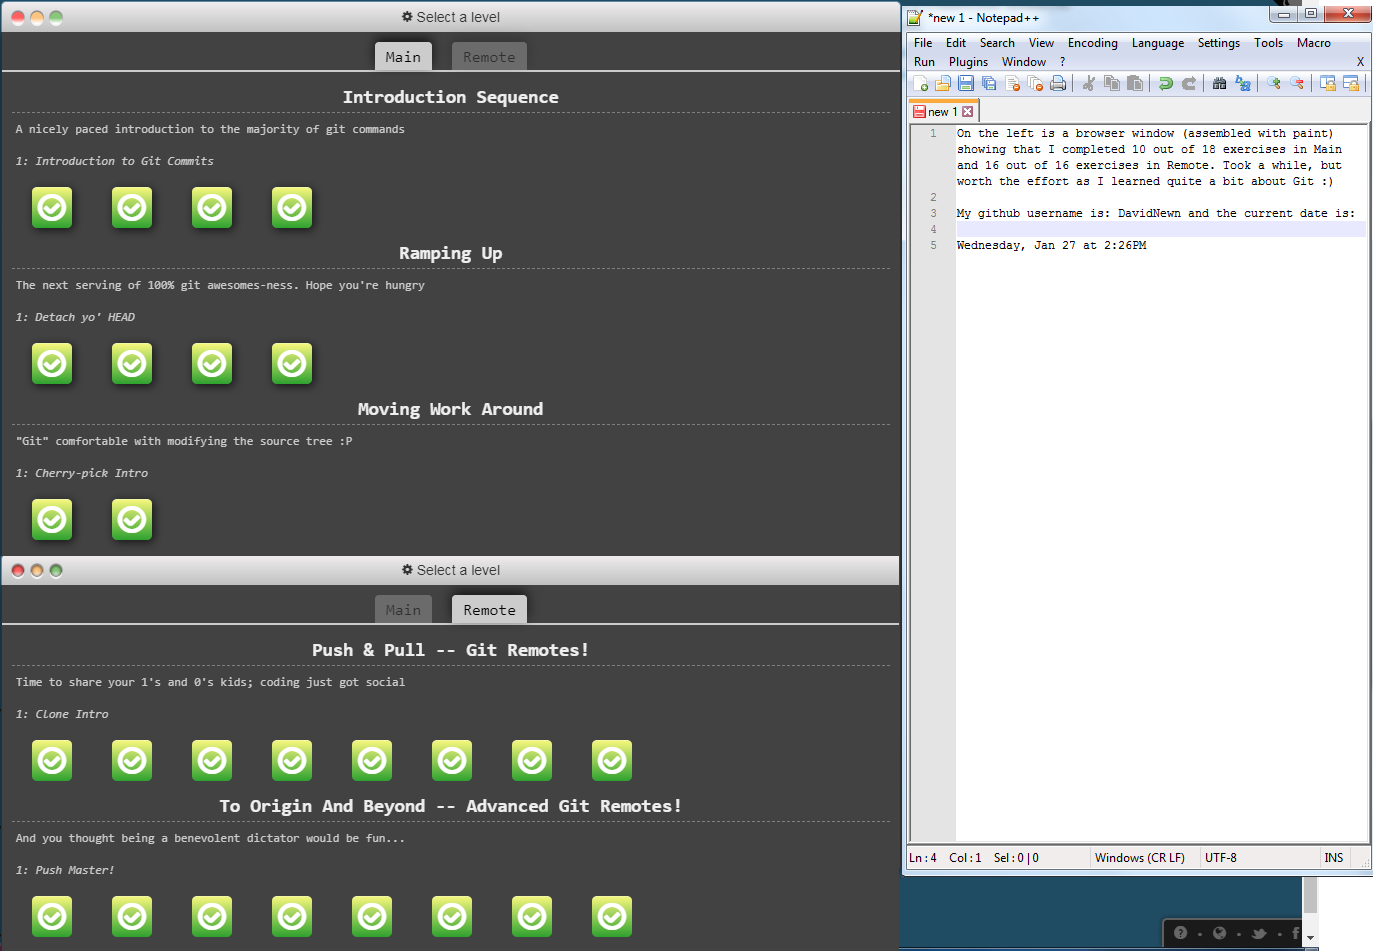 Select a level
Main Remote
Introduction Sequence
A nicely paced introduction to the majority of git commands
1: Introduction to Git Commits
Ramping Up
The next serving of 100% git awesomes-ness. Hope you're hungry
1: Detach yo' HEAD
Moving Work Around
"Git" comfortable with modifying the source tree :P
1: Cherry-pick Intro
Select a level
Main Remote
Push & Pull -- Git Remotes!
Time to share your 1's and 0's kids; coding just got social
1: Clone Intro
To Origin And Beyond -- Advanced Git Remotes!
And you thought being a benevolent dictator would be fun...
1: Push Master!
*new 1 - Notepad++
File Edit Search View Encoding Language Settings Tools Macro
Run Plugins Window ? X
new 1
1 On the left is a browser window (assembled with paint)
showing that I completed 10 out of 18 exercises in Main
and 16 out of 16 exercises in Remote. Took a while, but
worth the effort as I learned quite a bit about Git :)
2
3 My github username is: DavidNewn and the current date is:
4
5 Wednesday, Jan 27 at 2:26PM
Ln : 4 Col : 1 Sel : 0 | 0 Windows (CR LF) UTF-8 INS